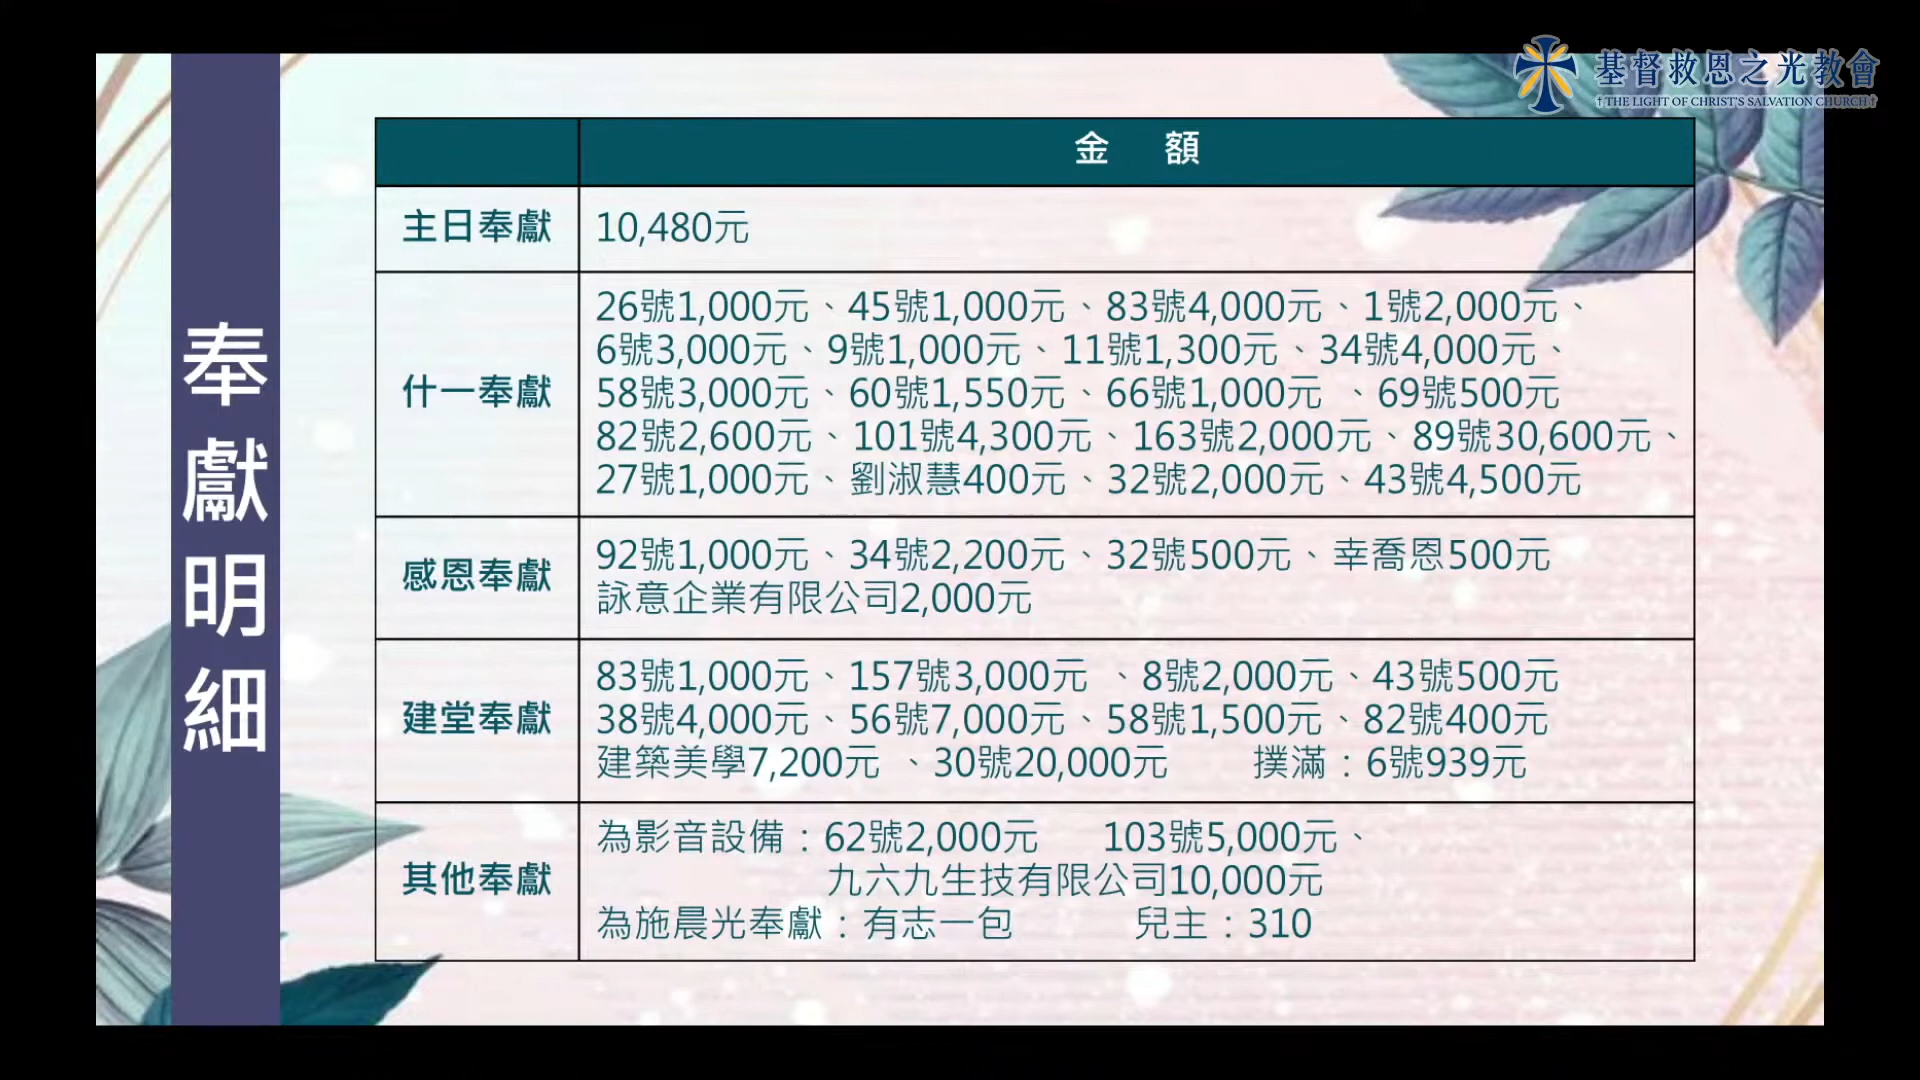 基督救恩之光教會
†THE LIGHT OF CHRIST'S SALVATION CHURCH†
奉獻明細
金 額
主日奉獻
10,480元
什一奉獻
26號1,000元、45號1,000元、83號4,000元、1號2,000元、
6號3,000元、9號1,000元、11號1,300元、34號4,000元、
58號3,000元、60號1,550元、66號1,000元 、69號500元
82號2,600元、101號4,300元、163號2,000元、89號30,600元、
27號1,000元、劉淑慧400元、32號2,000元、43號4,500元
感恩奉獻
92號1,000元、34號2,200元、32號500元、幸喬恩500元
詠意企業有限公司2,000元
建堂奉獻
83號1,000元、157號3,000元 、8號2,000元、43號500元
38號4,000元、56號7,000元、58號1,500元、82號400元
建築美學7,200元 、30號20,000元 撲滿：6號939元
其他奉獻
為影音設備：62號2,000元 103號5,000元、
九六九生技有限公司10,000元
為施晨光奉獻：有志一包 兒主：310